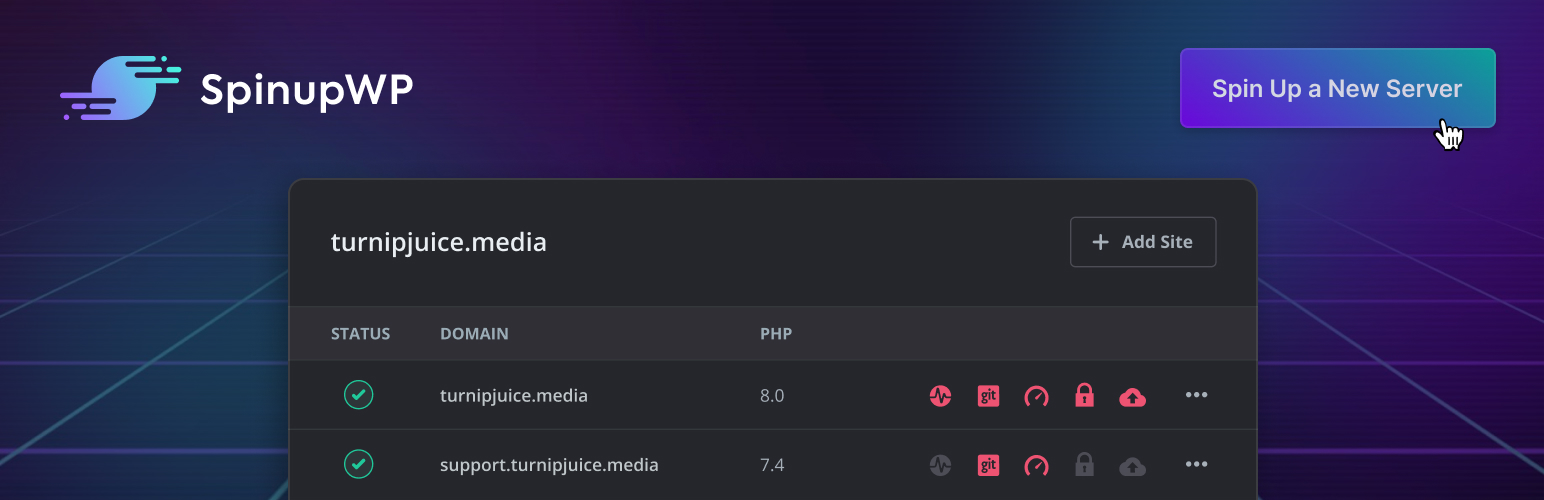 SpinupWP
Spin Up a New Server
turnipjuice.media
+ Add Site
STATUS DOMAIN PHP
turnipjuice.media 8.0 git
support.turnipjuice.media 7.4 git